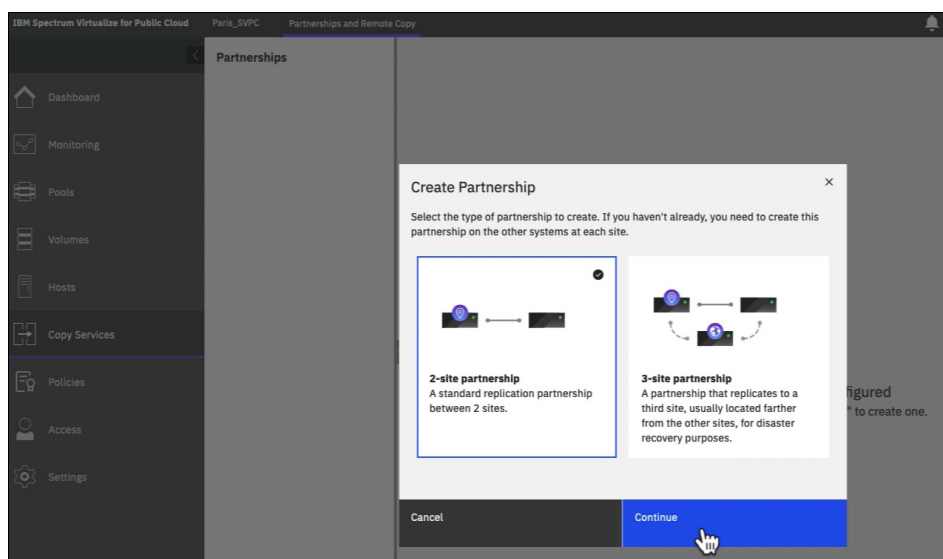 IBM Spectrum Virtualize for Public Cloud Paris_SVPC Partnerships and Remote Copy
Partnerships
Dashboard
Monitoring
Pools
Volumes
Hosts
Copy Services
Policies
Access
Settings
Create Partnership
Select the type of partnership to create. If you haven't already, you need to create this
partnership on the other systems at each site.
2-site partnership
A standard replication partnership
between 2 sites.
3-site partnership
A partnership that replicates to a
third site, usually located farther
from the other sites, for disaster
recovery purposes.
figured
" to create one.
Cancel
Continue